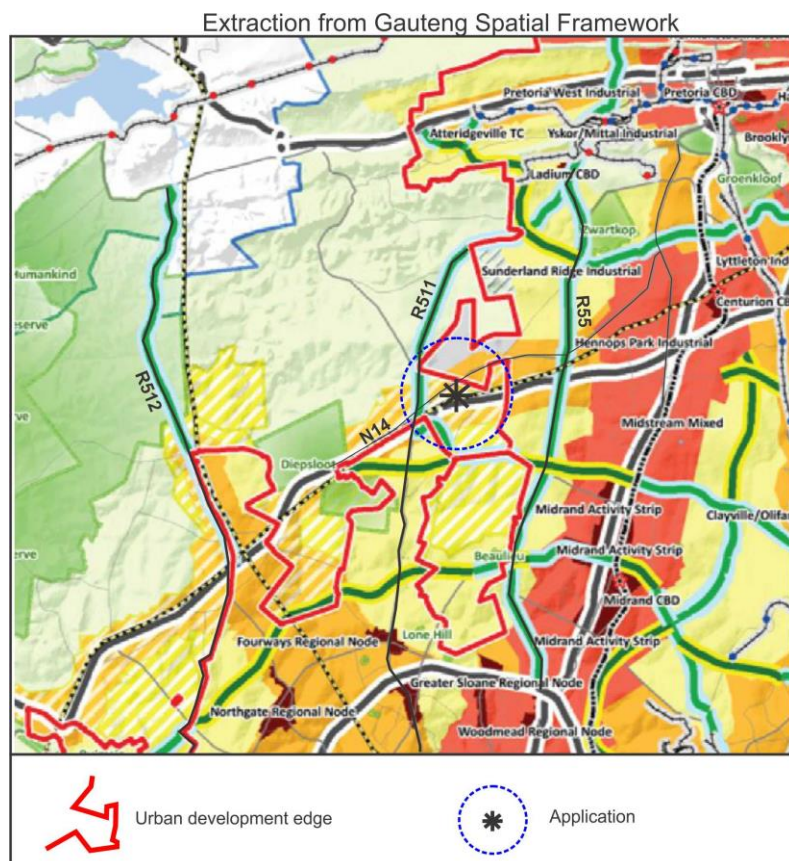 Extraction from Gauteng Spatial Framework
Pretoria West Industrial
Pretoria CBD
Atteridgeville TC
Yskor/Mittal Industrial
Brookly
Ladium CBD
Groenkloof
Zwartkop
Humankind
Sunderland Ridge Industrial
Lyttleton Ind
R511
R55
Centurion CB
eserve
Hennops Park Industrial
R512
N14
Midstream Mixed
Diepsloot
Midrand Activity Strip
Clayville/Olifan
erve
Beaulieu
Midrand Activity Strip
Midrand CBD
Lone Hill
Fourways Regional Node
Midrand Activity Strip
Greater Sloane Regional Node
Northgate Regional Node
Woodmead Regional Node
Urban development edge
Application